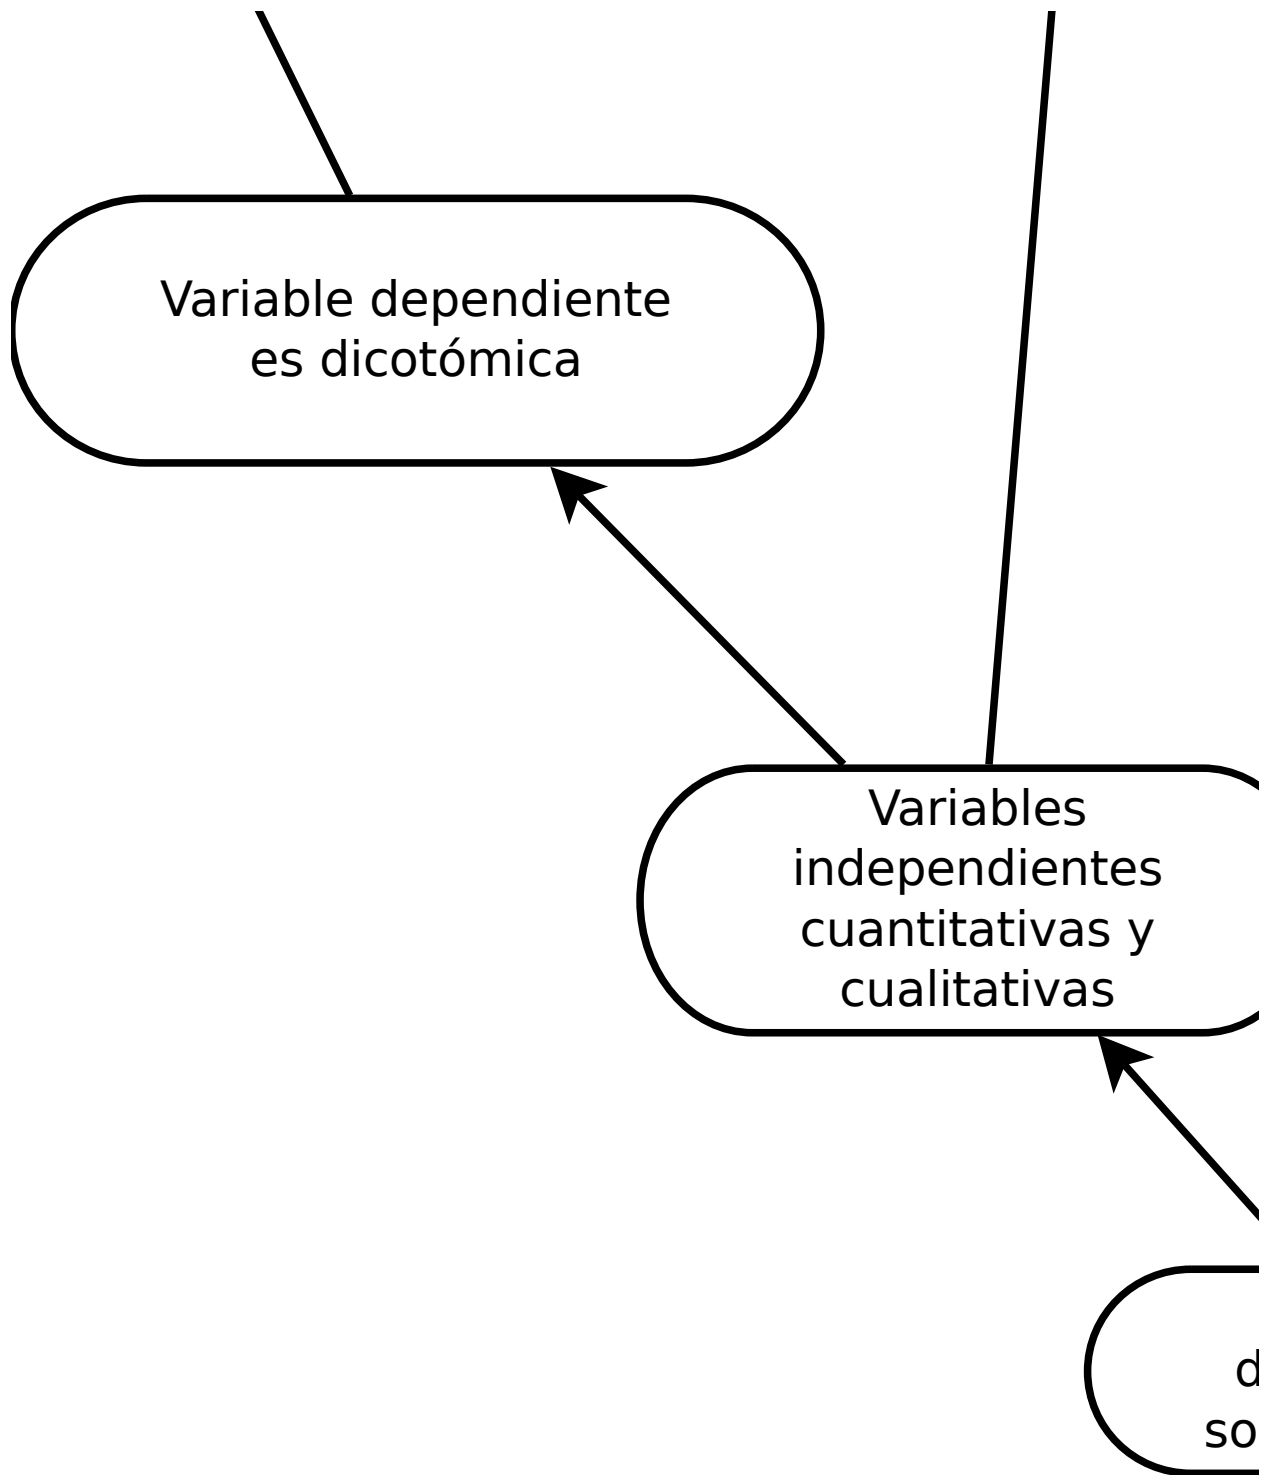 Variable dependiente
es dicotómica
Variables
independientes
cuantitativas y
cualitativas